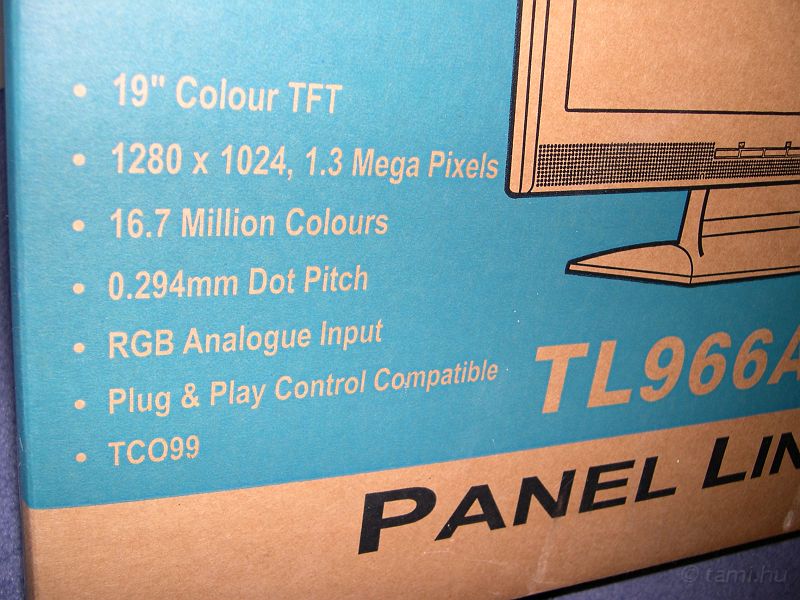 • 19" Colour TFT
• 1280 x 1024, 1.3 Mega Pixels
• 16.7 Million Colours
• 0.294mm Dot Pitch
• RGB Analogue Input
• Plug & Play Control Compatible
• TCO99
TL966A
PANEL LIN
© tami.hu